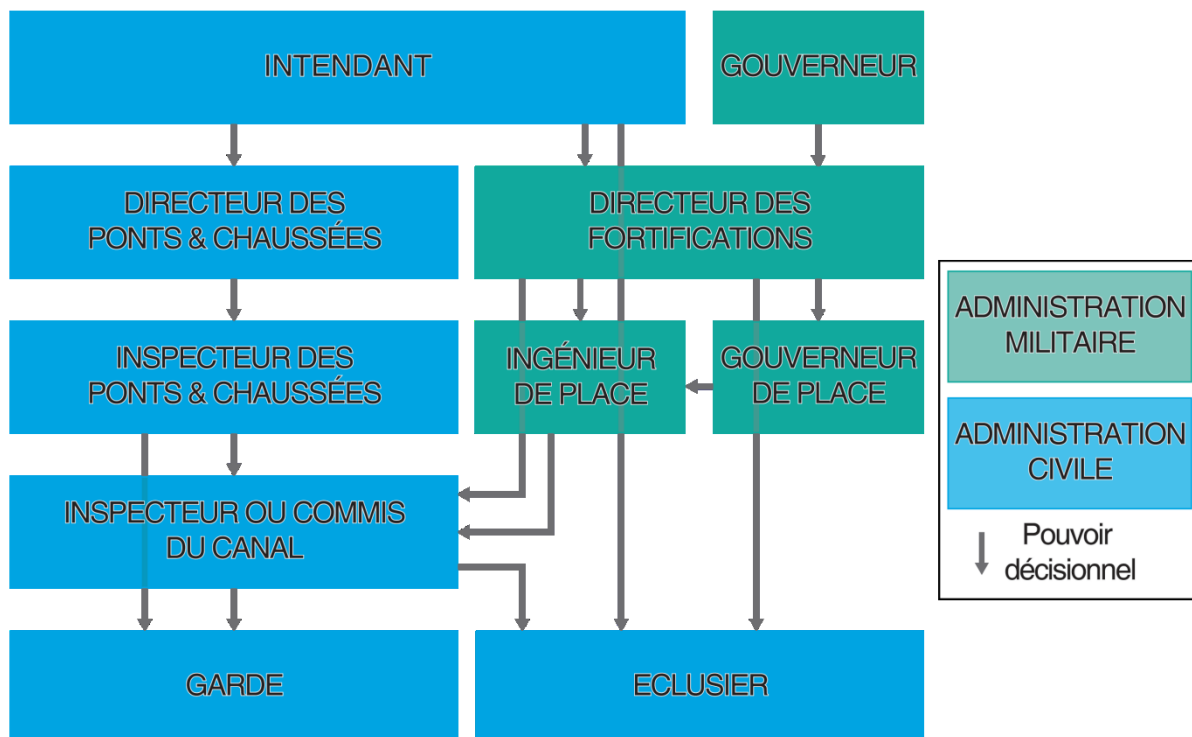 INTENDANT
GOUVERNEUR
DIRECTEUR DES
PONTS & CHAUSSÉES
DIRECTEUR DES
FORTIFICATIONS
INSPECTEUR DES
PONTS & CHAUSSÉES
INGÉNIEUR
DE PLACE
GOUVERNEUR
DE PLACE
INSPECTEUR OU COMMIS
DU CANAL
GARDE
ECLUSIER
ADMINISTRATION
MILITAIRE
ADMINISTRATION
CIVILE
Pouvoir
décisionnel